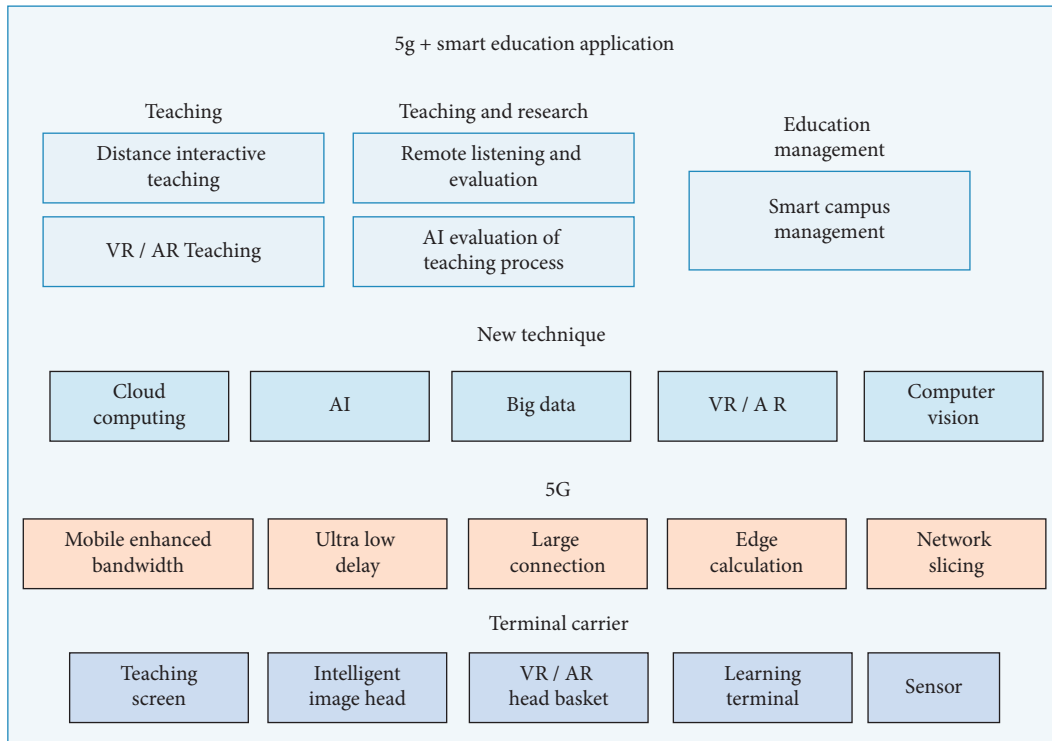 5g + smart education application
Teaching
Distance interactive
teaching
VR / AR Teaching
Teaching and research
Remote listening and
evaluation
AI evaluation of
teaching process
Education
management
Smart campus
management
New technique
Cloud
computing
AI
Big data
VR / A R
Computer
vision
5G
Mobile enhanced
bandwidth
Ultra low
delay
Large
connection
Edge
calculation
Network
slicing
Terminal carrier
Teaching
screen
Intelligent
image head
VR / AR
head basket
Learning
terminal
Sensor